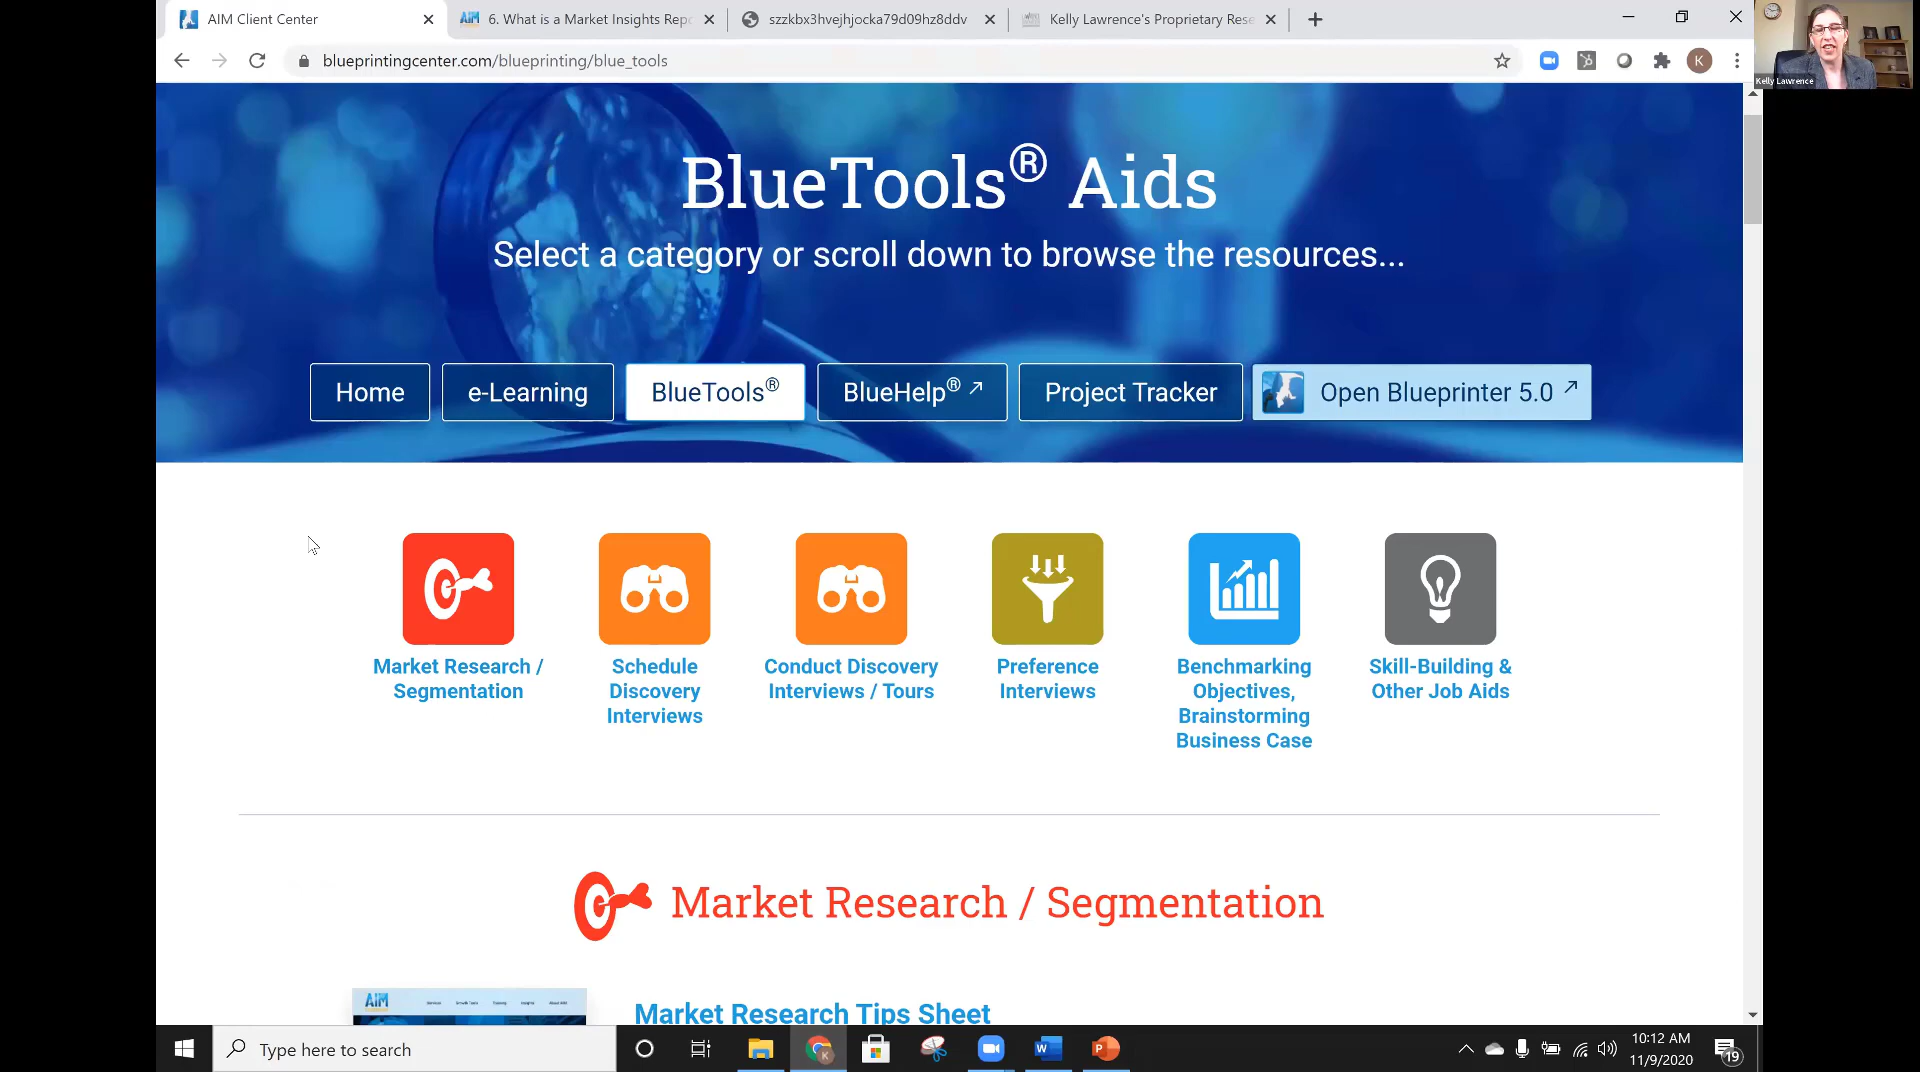 AIM Client Center
6. What is a Market Insights Repo
szzkbx3hvejhjocka79d09hz8ddv
Kelly Lawrence's Proprietary Rese
blueprintingcenter.com/blueprinting/blue_tools
K
Kelly Lawrence
BlueTools® Aids
Select a category or scroll down to browse the resources...
Home
e-Learning
BlueTools®
BlueHelp® ↗
Project Tracker
Open Blueprinter 5.0 ↗
Market Research /
Segmentation
Schedule
Discovery
Interviews
Conduct Discovery
Interviews / Tours
Preference
Interviews
Benchmarking
Objectives,
Brainstorming
Business Case
Skill-Building &
Other Job Aids
Market Research / Segmentation
AIM
Market Research Tips Sheet
Type here to search
10:12 AM
11/9/2020
19